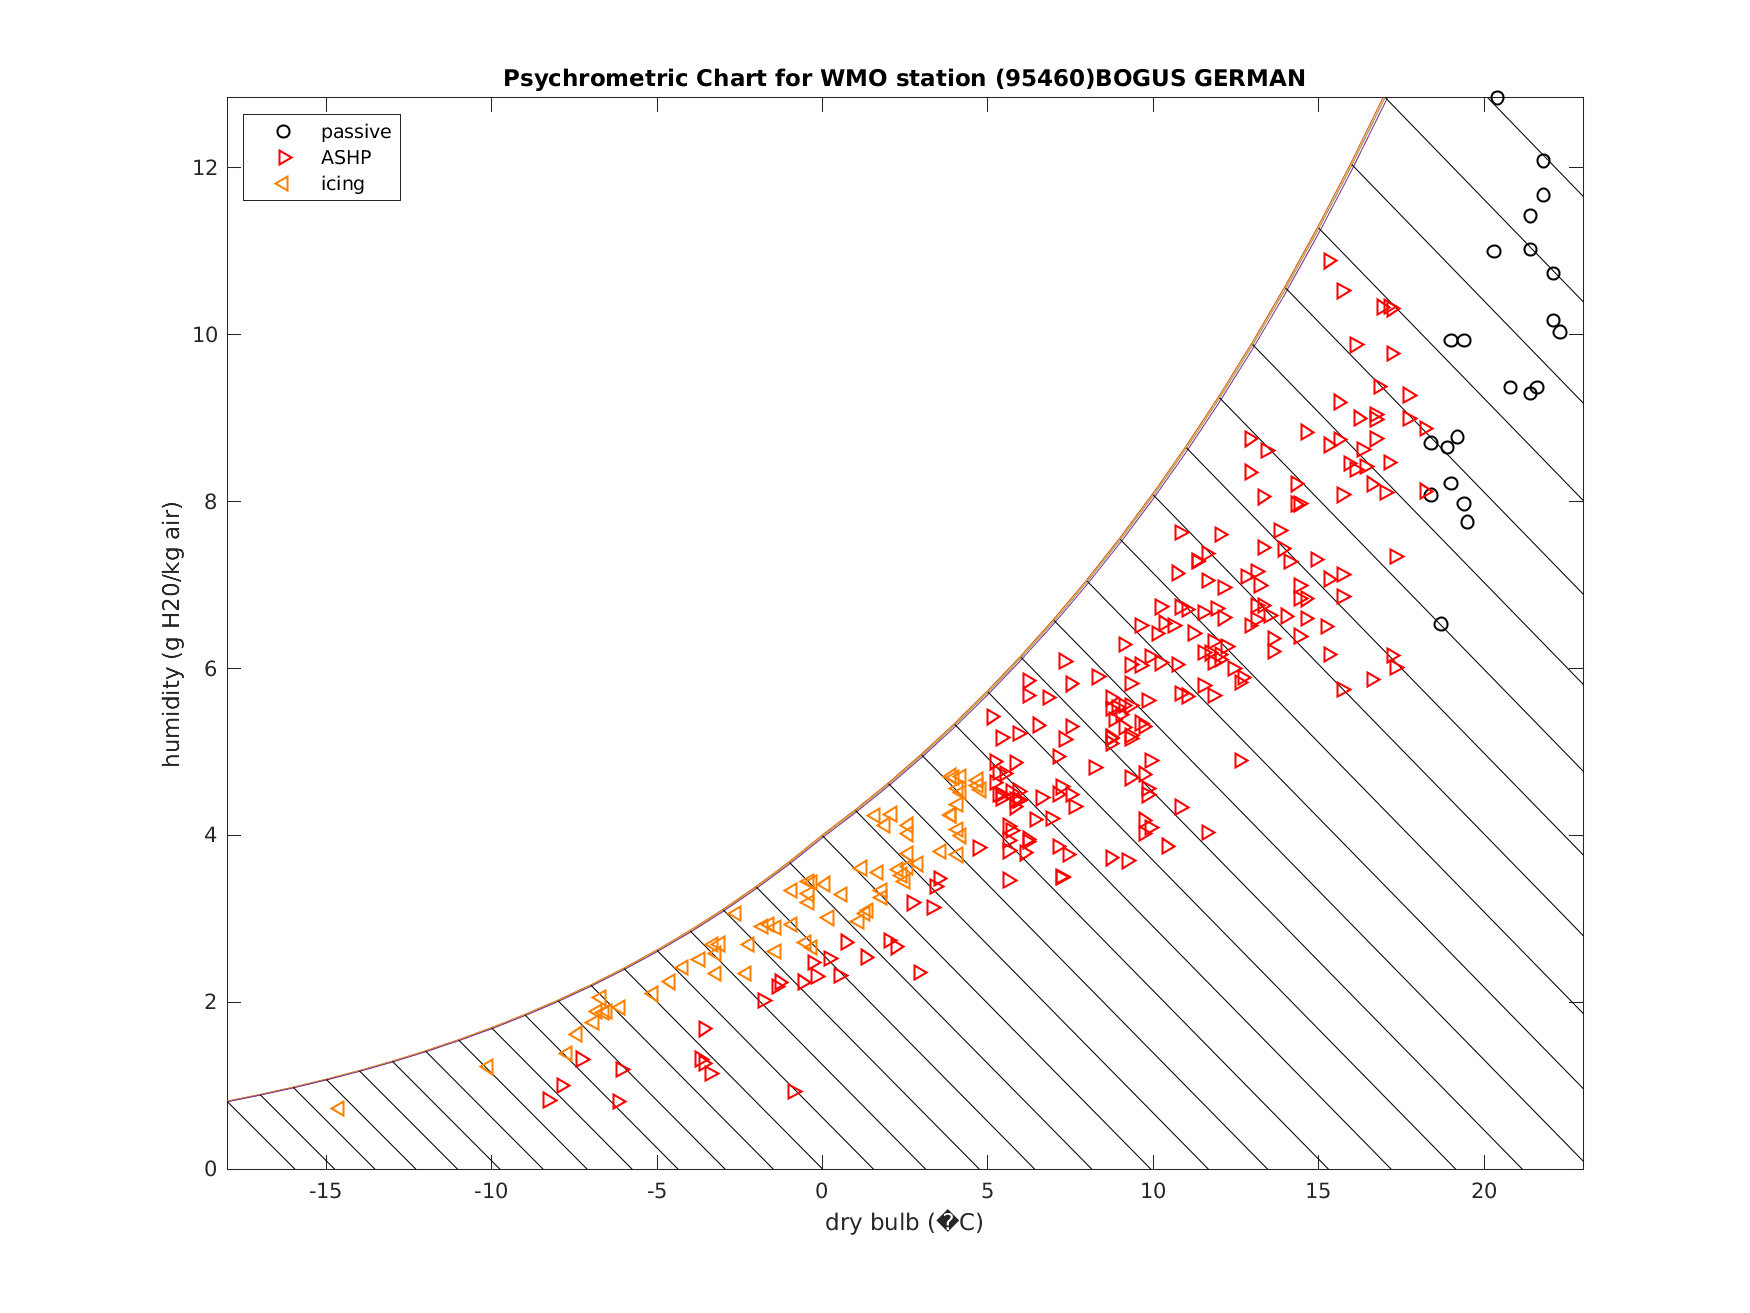 Psychrometric Chart for WMO station (95460)BOGUS GERMAN
passive
ASHP
icing
humidity (g H20/kg air)
12
10
8
6
4
2
0
-15 -10 -5 0 5 10 15 20
dry bulb (�C)